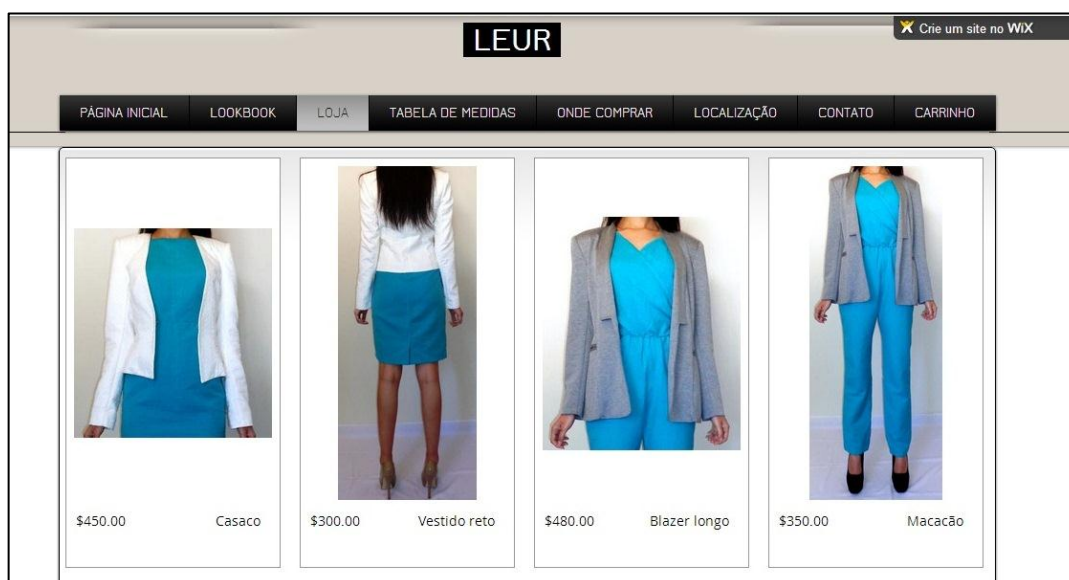 LEUR
Crie um site no WiX
PÁGINA INICIAL LOOKBOOK LOJA TABELA DE MEDIDAS ONDE COMPRAR LOCALIZAÇÃO CONTATO CARRINHO
$450.00 Casaco $300.00 Vestido reto $480.00 Blazer longo $350.00 Macacão